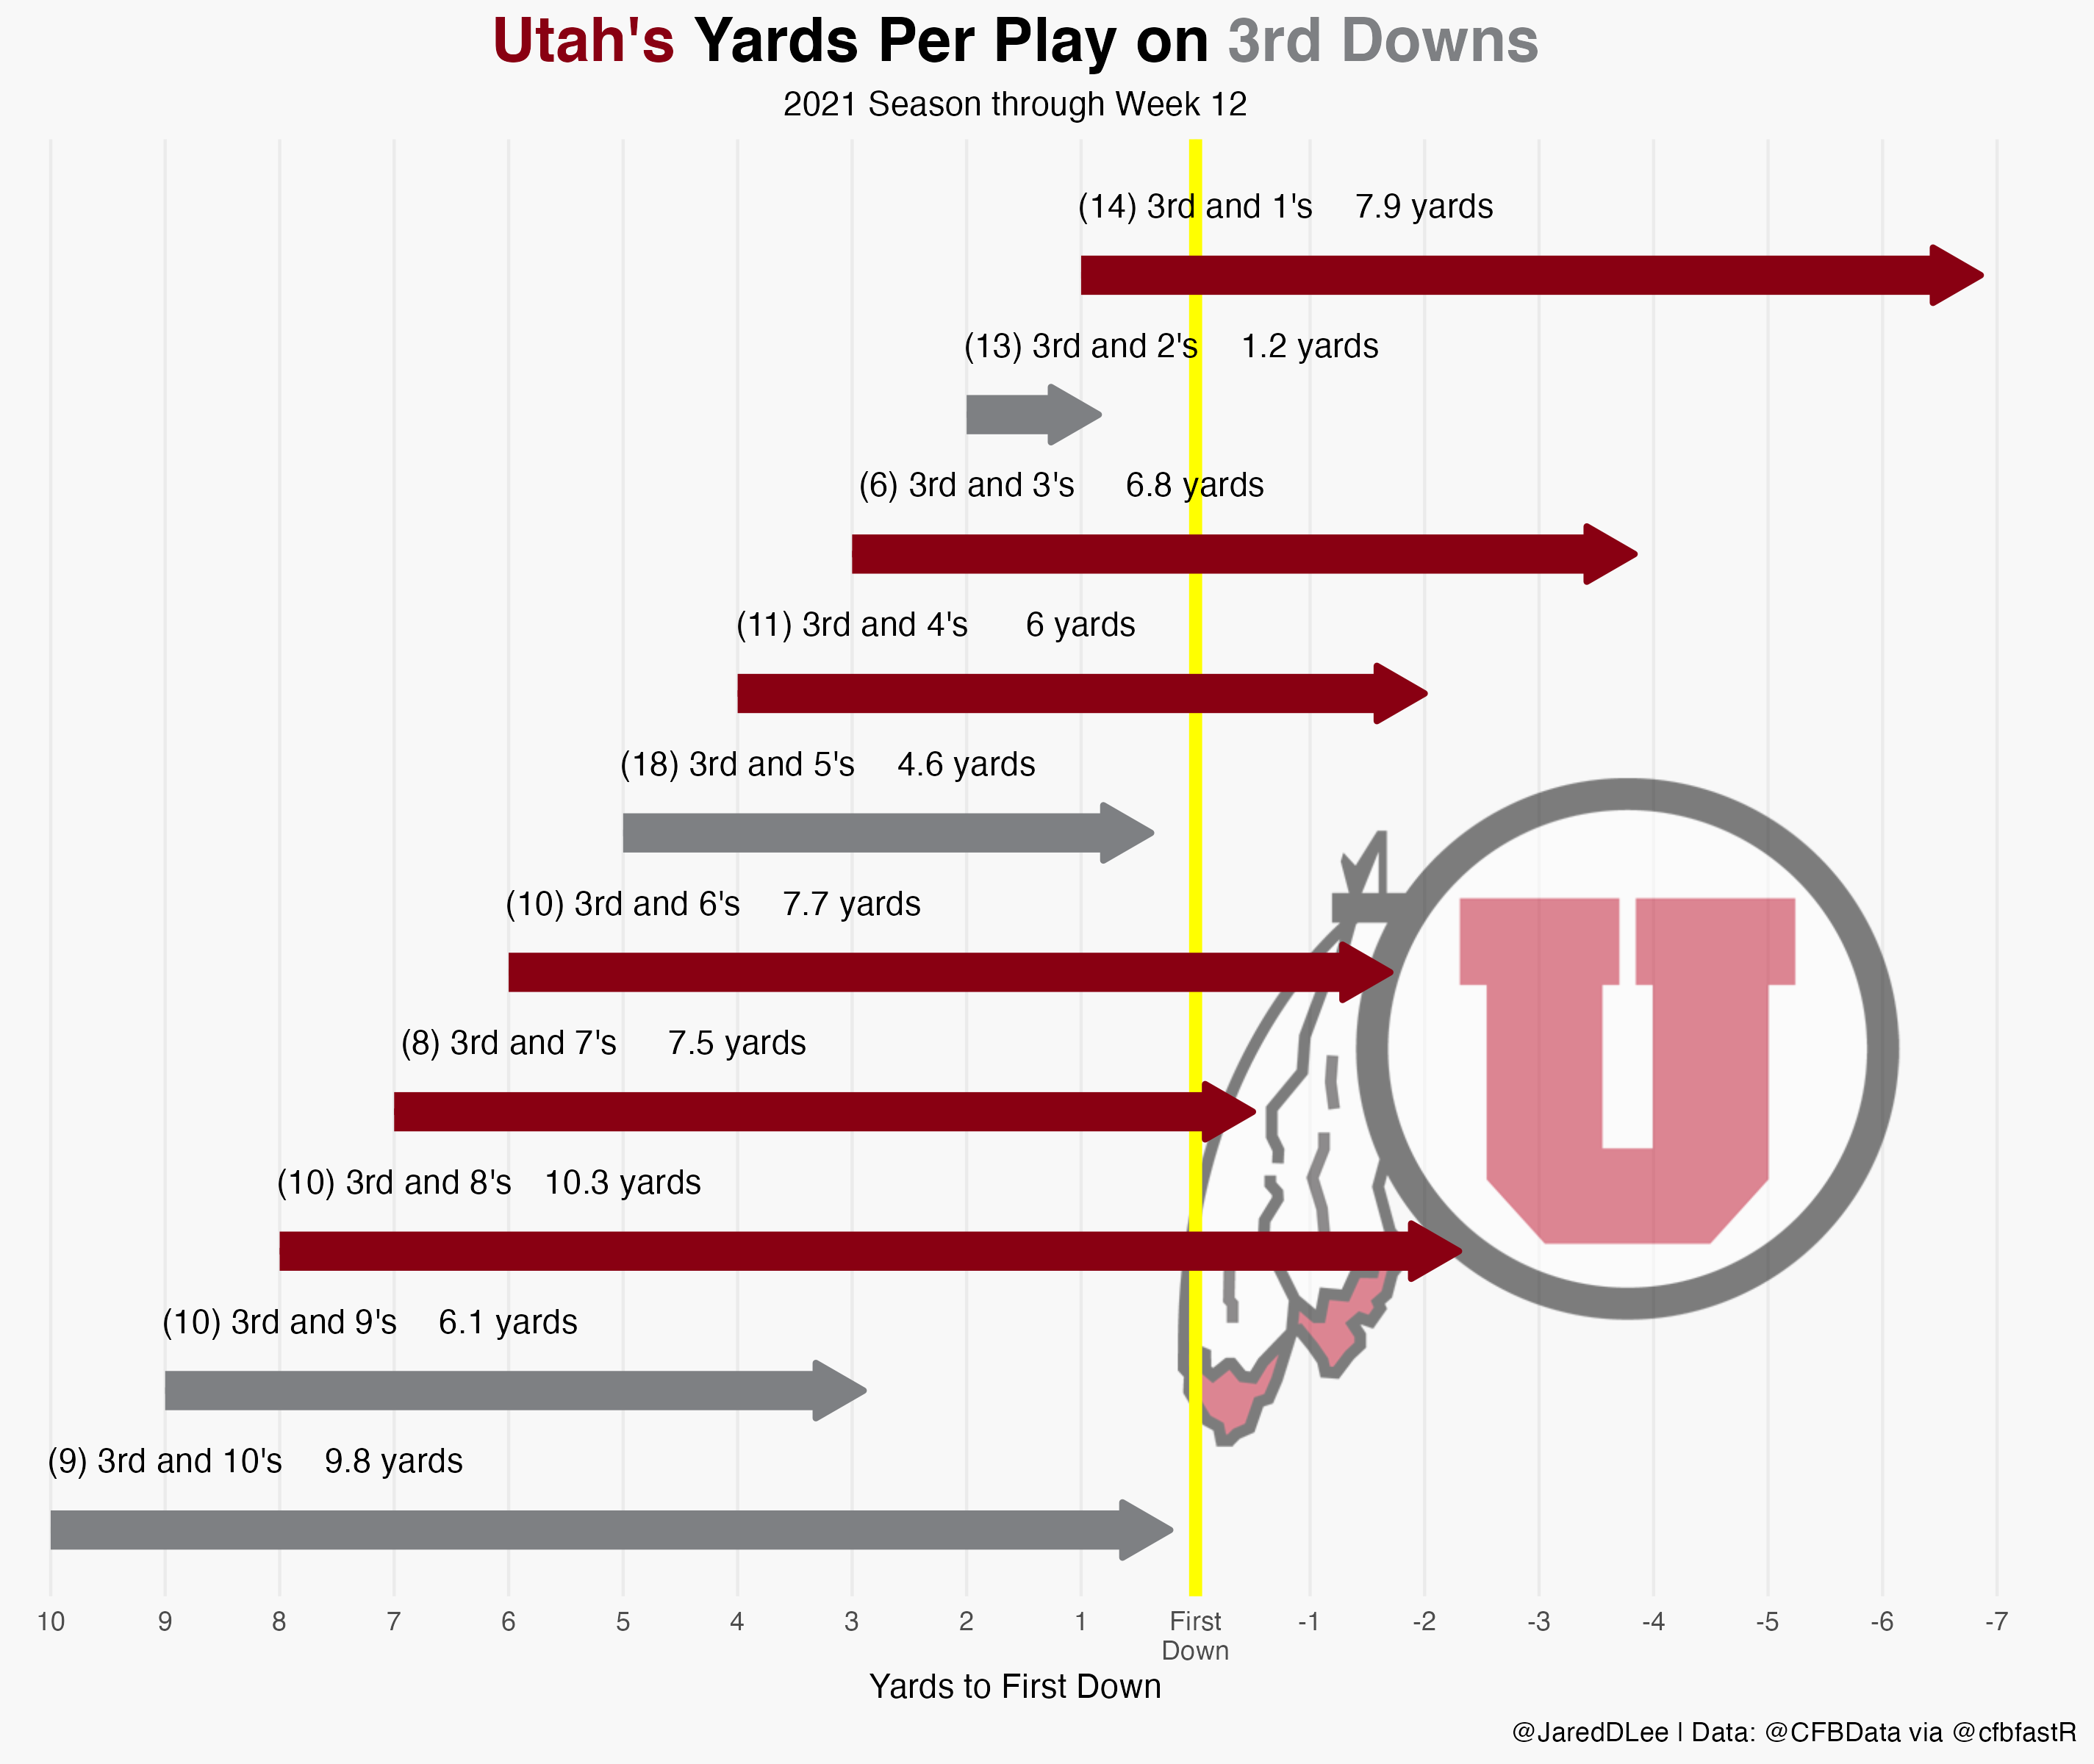 Utah's Yards Per Play on 3rd Downs
2021 Season through Week 12
(14) 3rd and 1's 7.9 yards
(13) 3rd and 2's 1.2 yards
(6) 3rd and 3's 6.8 yards
(11) 3rd and 4's 6 yards
(18) 3rd and 5's 4.6 yards
(10) 3rd and 6's 7.7 yards
(8) 3rd and 7's 7.5 yards
(10) 3rd and 8's 10.3 yards
(10) 3rd and 9's 6.1 yards
(9) 3rd and 10's 9.8 yards
U
10 9 8 7 6 5 4 3 2 1 First -1 -2 -3 -4 -5 -6 -7
Down
Yards to First Down
@JaredDLee | Data: @CFBData via @cfbfastR